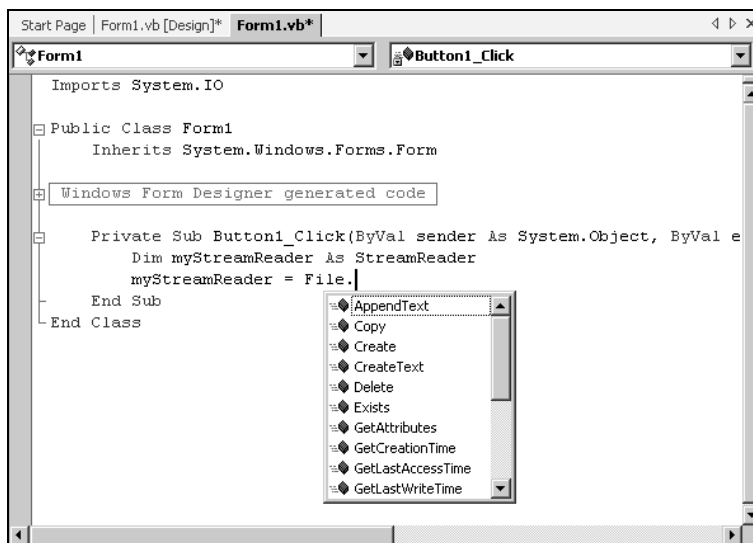 Start Page Form1.vb [Design]* Form1.vb*
Form1 Button1_Click
Imports System.IO
Public Class Form1
Inherits System.Windows.Forms.Form
Windows Form Designer generated code
Private Sub Button1_Click(ByVal sender As System.Object, ByVal e
Dim myStreamReader As StreamReader
myStreamReader = File.
End Sub
End Class
AppendText
Copy
Create
CreateText
Delete
Exists
GetAttributes
GetCreationTime
GetLastAccessTime
GetLastWriteTime